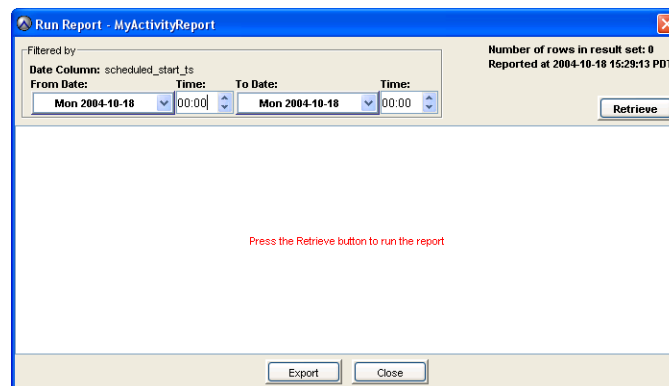 Run Report - MyActivityReport
Filtered by
Number of rows in result set: 0
Date Column: scheduled_start_ts
Reported at 2004-10-18 15:29:13 PDT
From Date: Time: To Date: Time:
Mon 2004-10-18 00:00 Mon 2004-10-18 00:00
Retrieve
Press the Retrieve button to run the report
Export Close